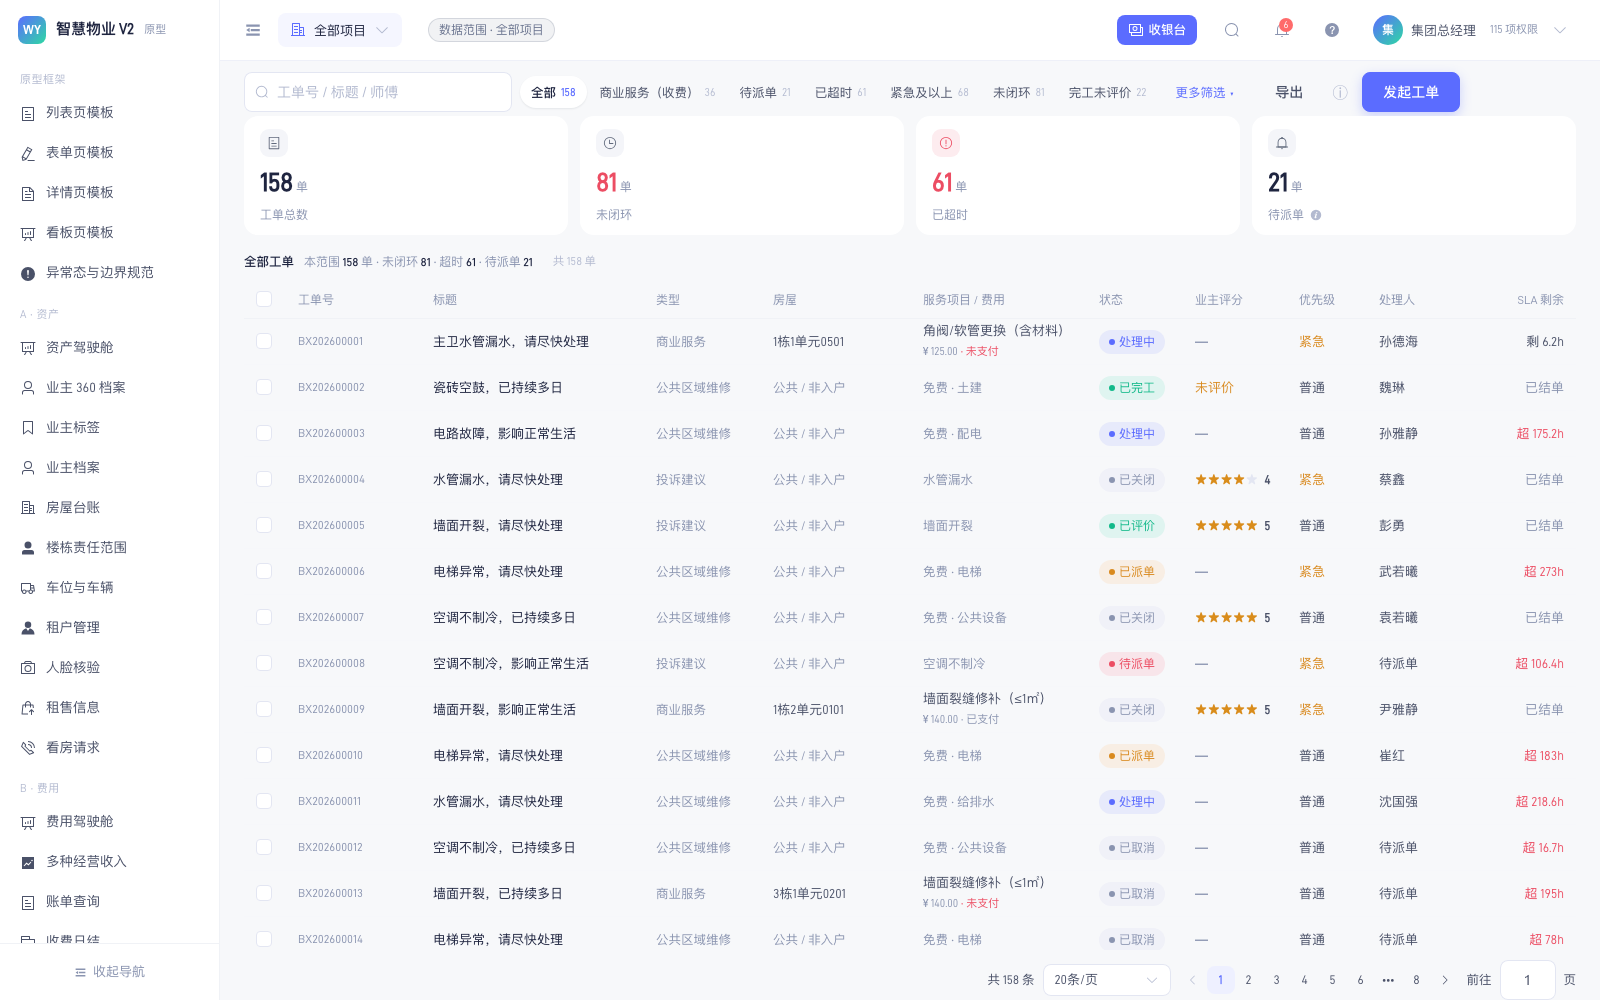 WY 智慧物业 V2 原型
原型框架
列表页模板
表单页模板
详情页模板
看板页模板
异常态与边界规范
A · 资产
资产驾驶舱
业主 360 档案
业主标签
业主档案
房屋台账
楼栋责任范围
车位与车辆
租户管理
人脸核验
租售信息
看房请求
B · 费用
费用驾驶舱
多种经营收入
账单查询
收费日结
收起导航
全部项目 数据范围 · 全部项目 收银台 6 集 集团总经理 115 项权限
工单号 / 标题 / 师傅 全部 158 商业服务（收费） 36 待派单 21 已超时 61 紧急及以上 68 未闭环 81 完工未评价 22 更多筛选 导出 发起工单
158 单
工单总数
81 单
未闭环
61 单
已超时
21 单
待派单
全部工单 本范围 158 单 · 未闭环 81 · 超时 61 · 待派单 21 共 158 单
工单号 标题 类型 房屋 服务项目 / 费用 状态 业主评分 优先级 处理人 SLA 剩余
BX202600001 主卫水管漏水，请尽快处理 商业服务 1栋1单元0501 角阀/软管更换（含材料） ¥ 125.00 · 未支付 处理中 — 紧急 孙德海 剩 6.2h
BX202600002 瓷砖空鼓，已持续多日 公共区域维修 公共 / 非入户 免费 · 土建 已完工 未评价 普通 魏琳 已结单
BX202600003 电路故障，影响正常生活 公共区域维修 公共 / 非入户 免费 · 配电 处理中 — 普通 孙雅静 超 175.2h
BX202600004 水管漏水，请尽快处理 投诉建议 公共 / 非入户 水管漏水 已关闭 ★★★★★ 4 紧急 蔡鑫 已结单
BX202600005 墙面开裂，请尽快处理 投诉建议 公共 / 非入户 墙面开裂 已评价 ★★★★★ 5 普通 彭勇 已结单
BX202600006 电梯异常，请尽快处理 公共区域维修 公共 / 非入户 免费 · 电梯 已派单 — 紧急 武若曦 超 273h
BX202600007 空调不制冷，已持续多日 公共区域维修 公共 / 非入户 免费 · 公共设备 已关闭 ★★★★★ 5 普通 袁若曦 已结单
BX202600008 空调不制冷，影响正常生活 投诉建议 公共 / 非入户 空调不制冷 待派单 — 紧急 待派单 超 106.4h
BX202600009 墙面开裂，影响正常生活 商业服务 1栋2单元0101 墙面裂缝修补（≤1㎡） ¥ 140.00 · 已支付 已关闭 ★★★★★ 5 紧急 尹雅静 已结单
BX202600010 电梯异常，请尽快处理 公共区域维修 公共 / 非入户 免费 · 电梯 已派单 — 普通 崔红 超 183h
BX202600011 水管漏水，请尽快处理 公共区域维修 公共 / 非入户 免费 · 给排水 处理中 — 普通 沈国强 超 218.6h
BX202600012 空调不制冷，已持续多日 公共区域维修 公共 / 非入户 免费 · 公共设备 已取消 — 普通 待派单 超 16.7h
BX202600013 墙面开裂，已持续多日 商业服务 3栋1单元0201 墙面裂缝修补（≤1㎡） ¥ 140.00 · 未支付 已取消 — 普通 待派单 超 195h
BX202600014 电梯异常，请尽快处理 公共区域维修 公共 / 非入户 免费 · 电梯 已取消 — 普通 待派单 超 78h
共 158 条 20条/页 1 2 3 4 5 6 ••• 8 前往 1 页